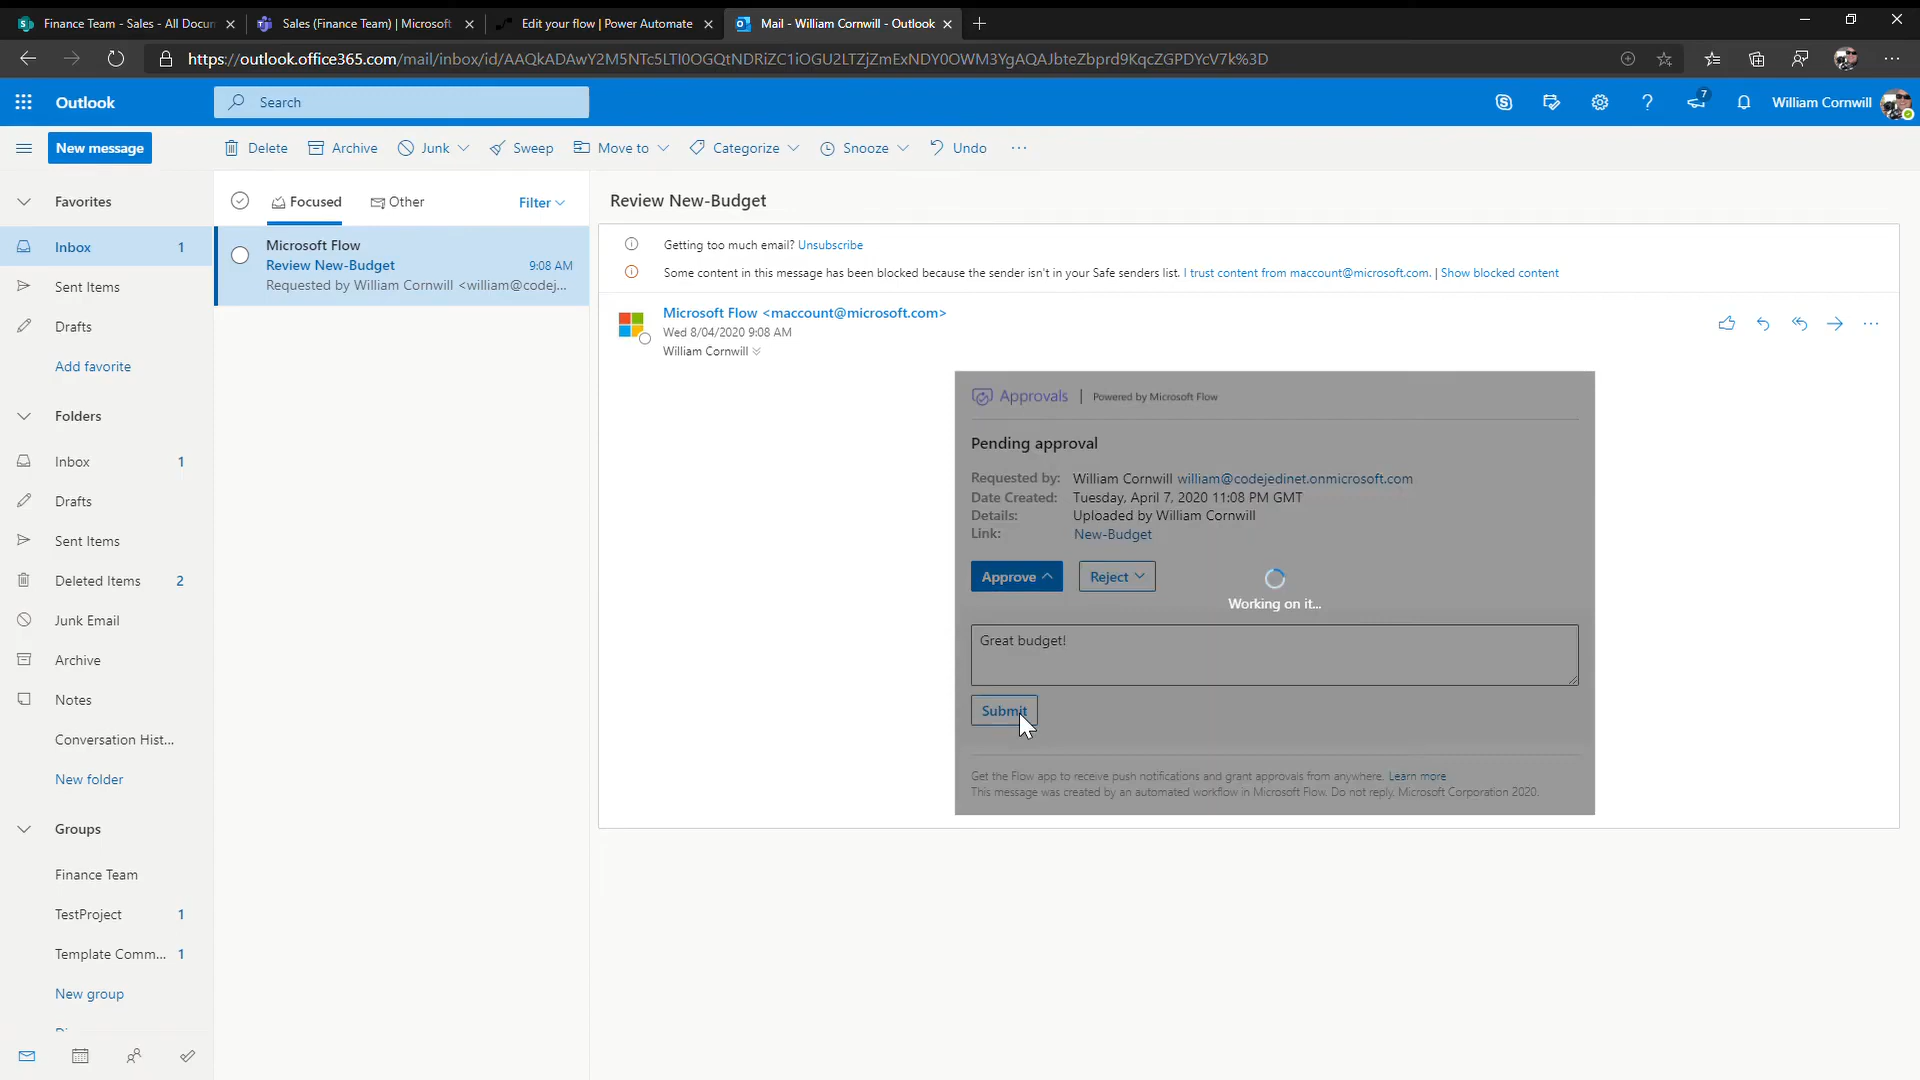 Finance Team - Sales - All Docum
Sales (Finance Team) | Microsoft
Edit your flow | Power Automate
Mail - William Cornwill - Outlook
https://outlook.office365.com/mail/inbox/id/AAQkADAwY2M5NTc5LTI0OGQtNDRiZC1iOGU2LTZjZmExNDY0OWM3YgAQAJbteZbprd9KqcZGPDYcV7k%3D
Outlook
Search
7
William Cornwill
New message
Delete
Archive
Junk
Sweep
Move to
Categorize
Snooze
Undo
Favorites
Inbox 1
Sent Items
Drafts
Add favorite
Folders
Inbox 1
Drafts
Sent Items
Deleted Items 2
Junk Email
Archive
Notes
Conversation Hist...
New folder
Groups
Finance Team
TestProject 1
Template Comm... 1
New group
Focused
Other
Filter
Microsoft Flow
Review New-Budget 9:08 AM
Requested by William Cornwill <william@codej...
Review New-Budget
Getting too much email? Unsubscribe
Some content in this message has been blocked because the sender isn't in your Safe senders list. I trust content from maccount@microsoft.com. | Show blocked content
Microsoft Flow <maccount@microsoft.com>
Wed 8/04/2020 9:08 AM
William Cornwill
Approvals | Powered by Microsoft Flow
Pending approval
Requested by: William Cornwill william@codejedinet.onmicrosoft.com
Date Created: Tuesday, April 7, 2020 11:08 PM GMT
Details: Uploaded by William Cornwill
Link: New-Budget
Approve
Reject
Working on it...
Great budget!
Submit
Get the Flow app to receive push notifications and grant approvals from anywhere. Learn more
This message was created by an automated workflow in Microsoft Flow. Do not reply. Microsoft Corporation 2020.